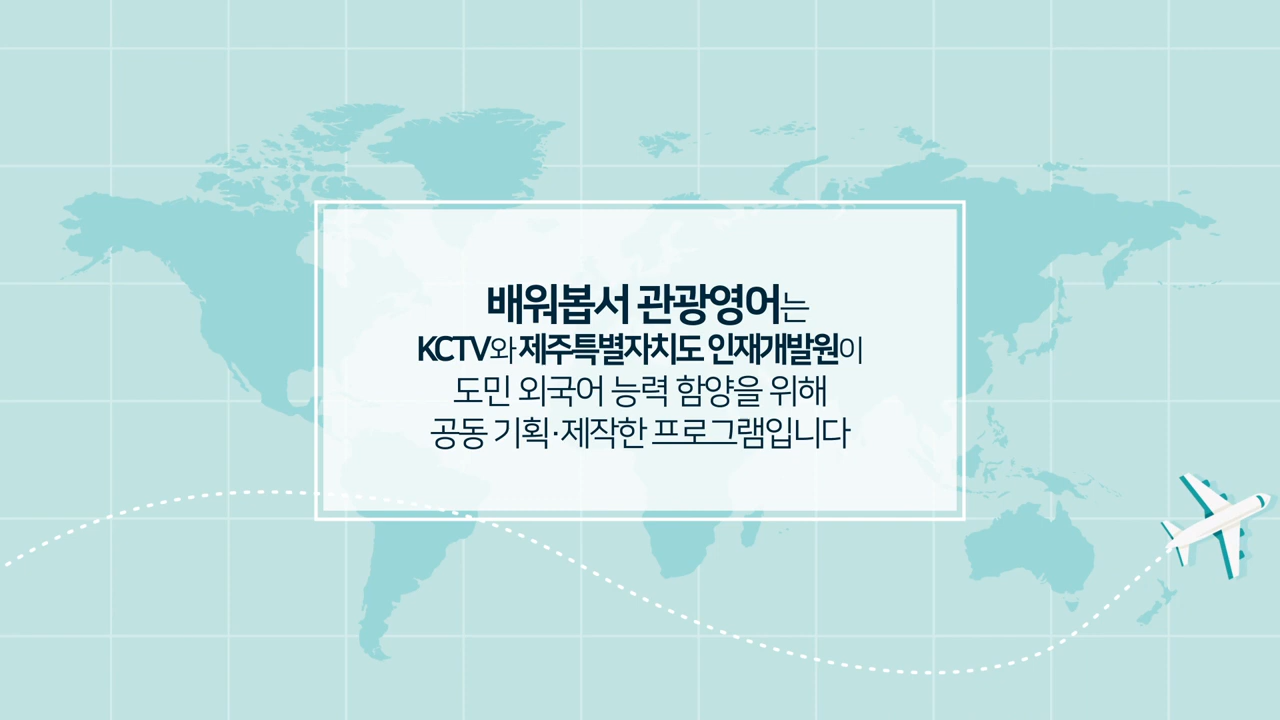 배워봅서 관광영어는
KCTV와 제주특별자치도 인재개발원이
도민 외국어 능력 함양을 위해
공동 기획·제작한 프로그램입니다